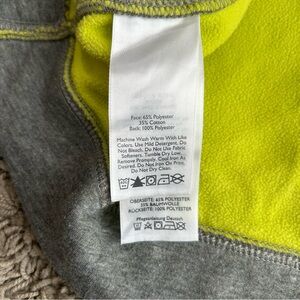 Face: 65% Polyester
35% Cotton
Back: 100% Polyester
Machine Wash Warm With Like
Colors. Use Mild Detergent. Do
Not Bleach. Do Not Use Fabric
Softeners. Tumble Dry Low.
Remove Promptly. Cool Iron As
Desired. Do Not Iron Print. Do
Not Dry Clean.
OBERSEITE: 65% POLYESTER
35% BAUMWOLLE
RÜCKSEITE: 100% POLYESTER
Pflegeanleitung Deutsch